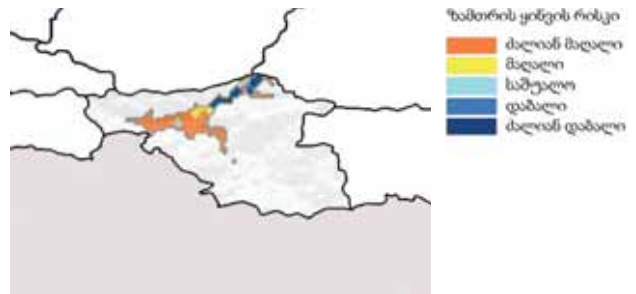 ზამთრის ყინვის რისკი
ძალიან მაღალი
მაღალი
საშუალო
დაბალი
ძალიან დაბალი